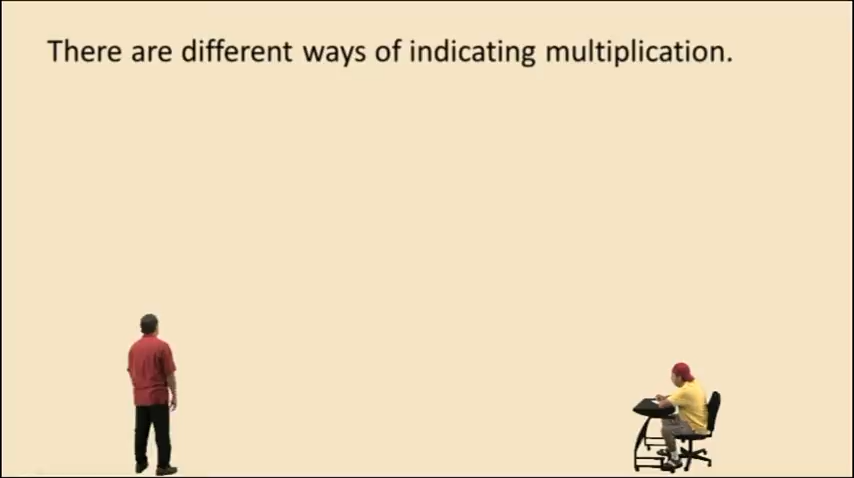 There are different ways of indicating multiplication.